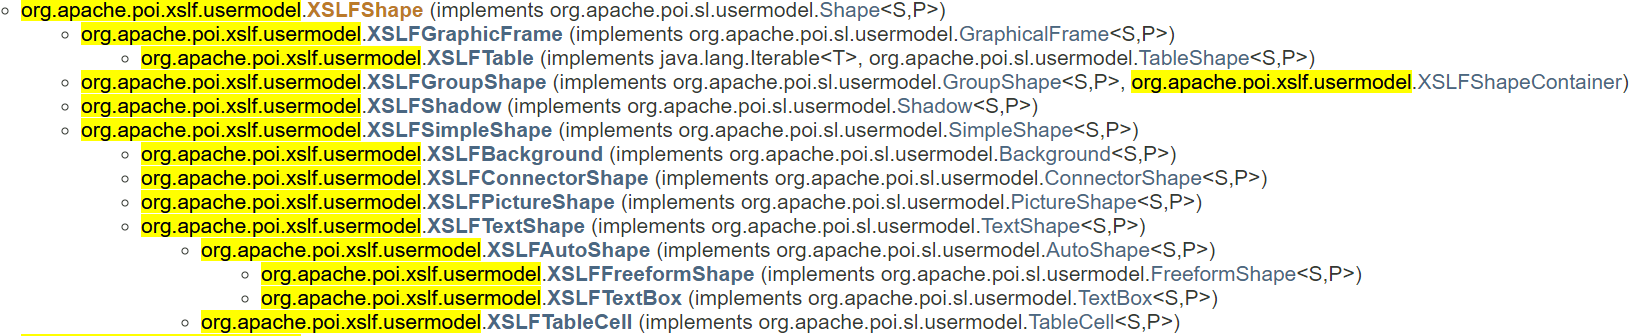 org.apache.poi.xslf.usermodel.XSLFShape (implements org.apache.poi.sl.usermodel.Shape<S,P>)
org.apache.poi.xslf.usermodel.XSLFGraphicFrame (implements org.apache.poi.sl.usermodel.GraphicalFrame<S,P>)
org.apache.poi.xslf.usermodel.XSLFTable (implements java.lang.Iterable<T>, org.apache.poi.sl.usermodel.TableShape<S,P>)
org.apache.poi.xslf.usermodel.XSLFGroupShape (implements org.apache.poi.sl.usermodel.GroupShape<S,P>, org.apache.poi.xslf.usermodel.XSLFShapeContainer)
org.apache.poi.xslf.usermodel.XSLFShadow (implements org.apache.poi.sl.usermodel.Shadow<S,P>)
org.apache.poi.xslf.usermodel.XSLFSimpleShape (implements org.apache.poi.sl.usermodel.SimpleShape<S,P>)
org.apache.poi.xslf.usermodel.XSLFBackground (implements org.apache.poi.sl.usermodel.Background<S,P>)
org.apache.poi.xslf.usermodel.XSLFConnectorShape (implements org.apache.poi.sl.usermodel.ConnectorShape<S,P>)
org.apache.poi.xslf.usermodel.XSLFPictureShape (implements org.apache.poi.sl.usermodel.PictureShape<S,P>)
org.apache.poi.xslf.usermodel.XSLFTextShape (implements org.apache.poi.sl.usermodel.TextShape<S,P>)
org.apache.poi.xslf.usermodel.XSLFAutoShape (implements org.apache.poi.sl.usermodel.AutoShape<S,P>)
org.apache.poi.xslf.usermodel.XSLFFreeformShape (implements org.apache.poi.sl.usermodel.FreeformShape<S,P>)
org.apache.poi.xslf.usermodel.XSLFTextBox (implements org.apache.poi.sl.usermodel.TextBox<S,P>)
org.apache.poi.xslf.usermodel.XSLFTableCell (implements org.apache.poi.sl.usermodel.TableCell<S,P>)